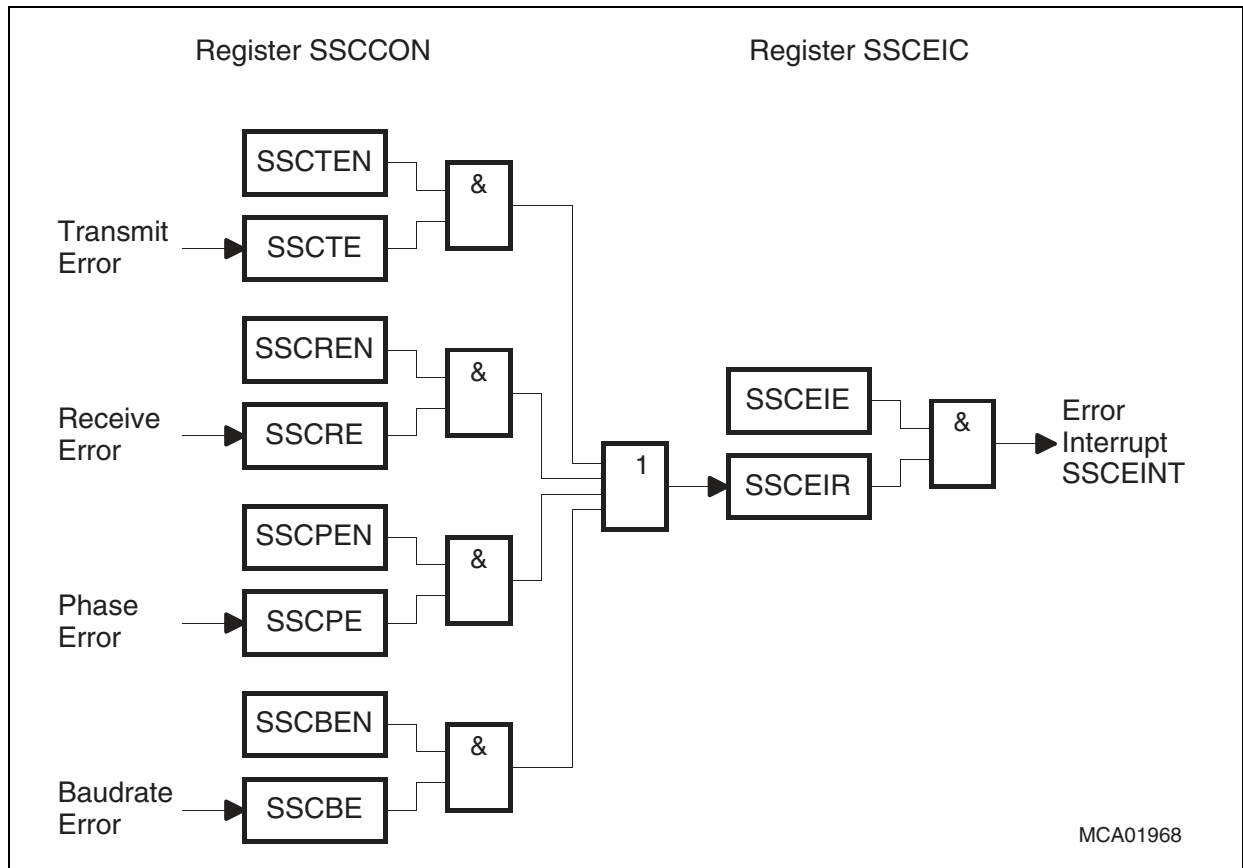 Register SSCCON
Register SSCEIC
SSCTEN
&
Transmit
Error
SSCTE
SSCREN
&
Receive
Error
SSCRE
SSCPEN
&
Phase
Error
SSCPE
SSCBEN
&
Baudrate
Error
SSCBE
1
SSCEIE
SSCEIR
&
Error
Interrupt
SSCEINT
MCA01968